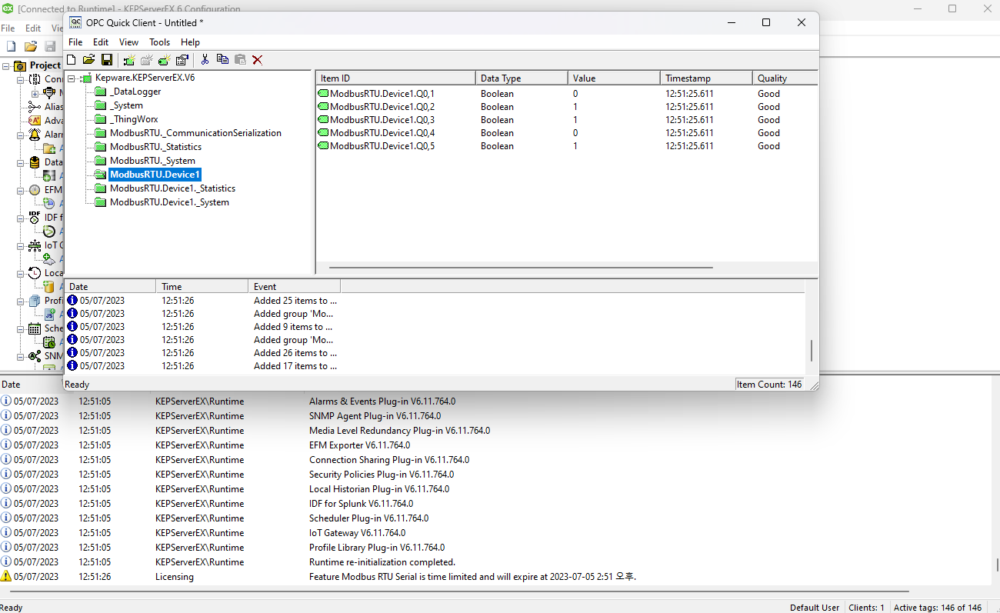 [Connected to Runtime] - KEPServerEX 6 Configuration
File Edit Vie
OPC Quick Client - Untitled *
File Edit View Tools Help
Project
Con
Alias
Adva
Alar
Data
EFM
IDF f
IoT G
Loca
Profi
Sche
SNM
Kepware.KEPServerEX.V6
_DataLogger
_System
_ThingWorx
ModbusRTU._CommunicationSerialization
ModbusRTU._Statistics
ModbusRTU._System
ModbusRTU.Device1
ModbusRTU.Device1._Statistics
ModbusRTU.Device1._System
Item ID Data Type Value Timestamp Quality
ModbusRTU.Device1.Q0,1 Boolean 0 12:51:25.611 Good
ModbusRTU.Device1.Q0,2 Boolean 1 12:51:25.611 Good
ModbusRTU.Device1.Q0,3 Boolean 1 12:51:25.611 Good
ModbusRTU.Device1.Q0,4 Boolean 0 12:51:25.611 Good
ModbusRTU.Device1.Q0,5 Boolean 1 12:51:25.611 Good
Date Time Event
05/07/2023 12:51:26 Added 25 items to ...
05/07/2023 12:51:26 Added group 'Mo...
05/07/2023 12:51:26 Added 9 items to ...
05/07/2023 12:51:26 Added group 'Mo...
05/07/2023 12:51:26 Added 26 items to ...
05/07/2023 12:51:26 Added 17 items to ...
Ready Item Count: 146
Date
05/07/2023 12:51:05 KEPServerEX\Runtime Alarms & Events Plug-in V6.11.764.0
05/07/2023 12:51:05 KEPServerEX\Runtime SNMP Agent Plug-in V6.11.764.0
05/07/2023 12:51:05 KEPServerEX\Runtime Media Level Redundancy Plug-in V6.11.764.0
05/07/2023 12:51:05 KEPServerEX\Runtime EFM Exporter V6.11.764.0
05/07/2023 12:51:05 KEPServerEX\Runtime Connection Sharing Plug-in V6.11.764.0
05/07/2023 12:51:05 KEPServerEX\Runtime Security Policies Plug-in V6.11.764.0
05/07/2023 12:51:05 KEPServerEX\Runtime Local Historian Plug-in V6.11.764.0
05/07/2023 12:51:05 KEPServerEX\Runtime IDF for Splunk V6.11.764.0
05/07/2023 12:51:05 KEPServerEX\Runtime Scheduler Plug-in V6.11.764.0
05/07/2023 12:51:05 KEPServerEX\Runtime IoT Gateway V6.11.764.0
05/07/2023 12:51:05 KEPServerEX\Runtime Profile Library Plug-in V6.11.764.0
05/07/2023 12:51:05 KEPServerEX\Runtime Runtime re-initialization completed.
05/07/2023 12:51:26 Licensing Feature Modbus RTU Serial is time limited and will expire at 2023-07-05 2:51 오후.
Ready Default User Clients: 1 Active tags: 146 of 146